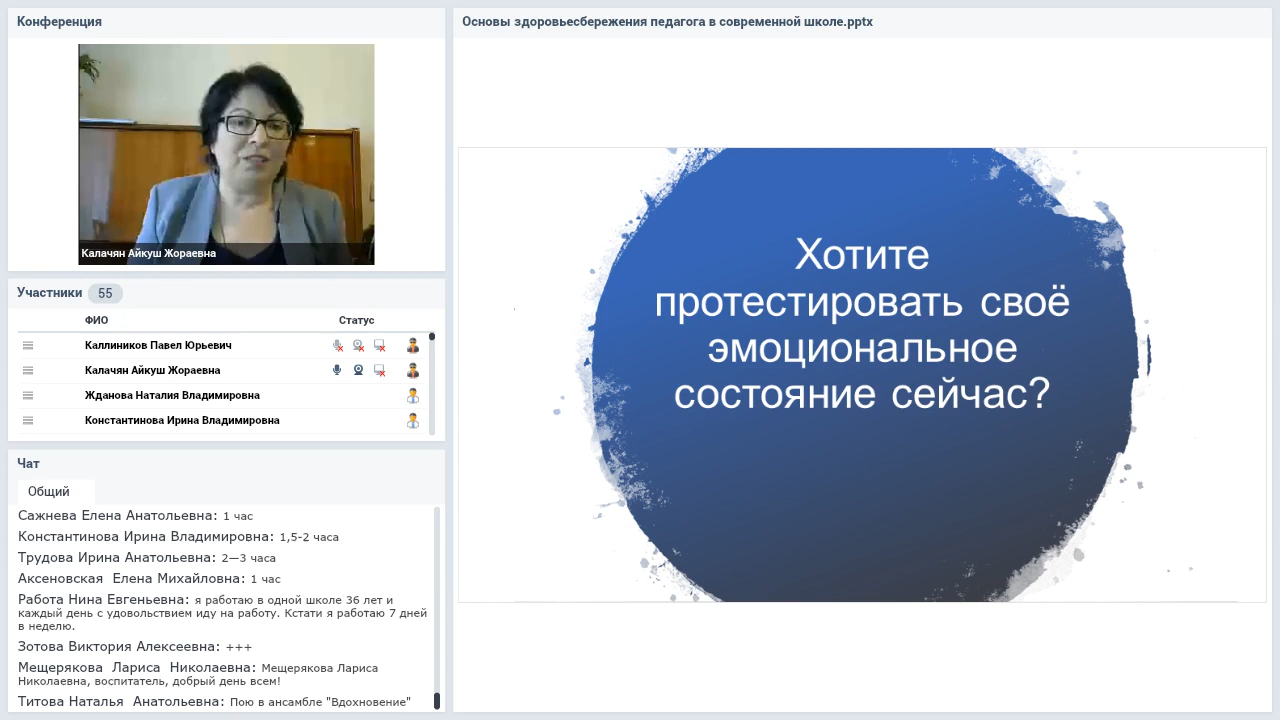 Конференция
Калачян Айкуш Жораевна
Участники 55
ФИО Статус
Каллиников Павел Юрьевич
Калачян Айкуш Жораевна
Жданова Наталия Владимировна
Константинова Ирина Владимировна
Чат
Общий
Сажнева Елена Анатольевна: 1 час
Константинова Ирина Владимировна: 1,5-2 часа
Трудова Ирина Анатольевна: 2—3 часа
Аксеновская Елена Михайловна: 1 час
Работа Нина Евгеньевна: я работаю в одной школе 36 лет и
каждый день с удовольствием иду на работу. Кстати я работаю 7 дней
в неделю.
Зотова Виктория Алексеевна: +++
Мещерякова Лариса Николаевна: Мещерякова Лариса
Николаевна, воспитатель, добрый день всем!
Титова Наталья Анатольевна: Пою в ансамбле "Вдохновение"
Основы здоровьесбережения педагога в современной школе.pptx
Хотите
протестировать своё
эмоциональное
состояние сейчас?